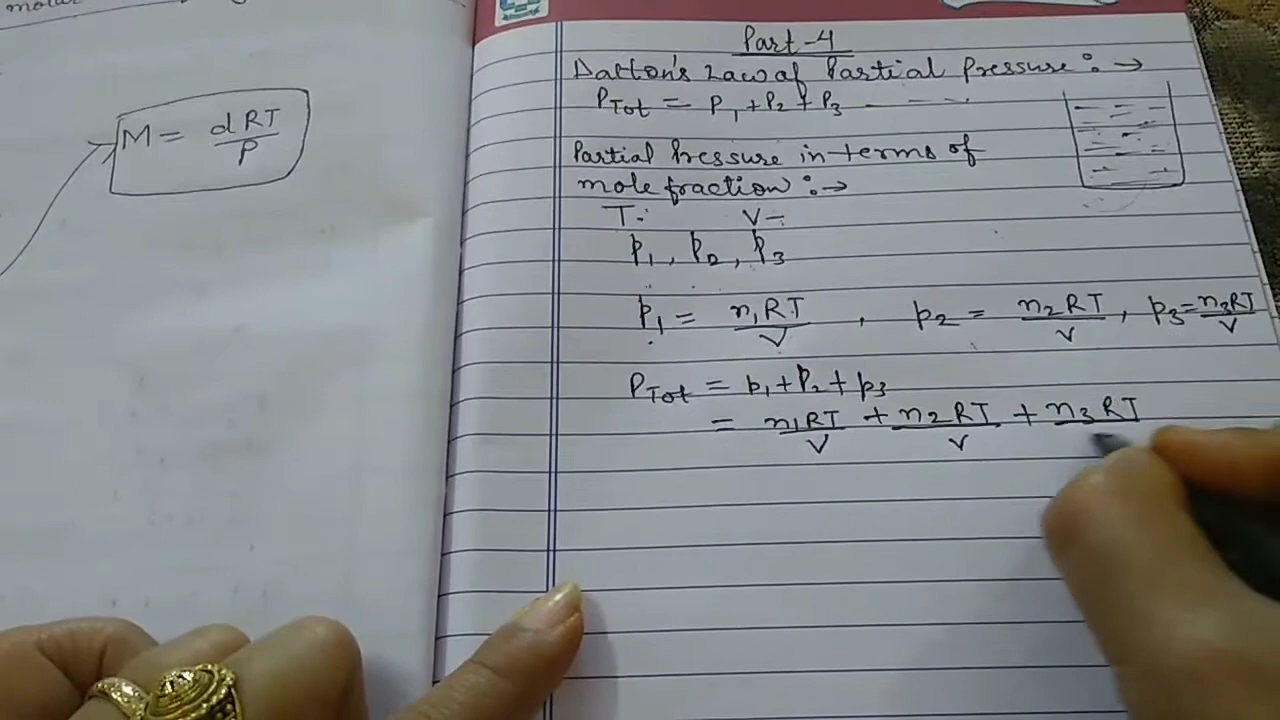 M = dRT/P
Part-4
Dalton's Law of Partial Pressure :→
PTot = P1 + P2 + P3 - - - -
Partial Pressure in terms of
mole fraction :→
T- V-
p1, p2, p3
p1 = n1RT/V , p2 = n2RT/V , p3 = n3RT/V
PTot = p1 + p2 + p3
= n1RT/V + n2RT/V + n3RT